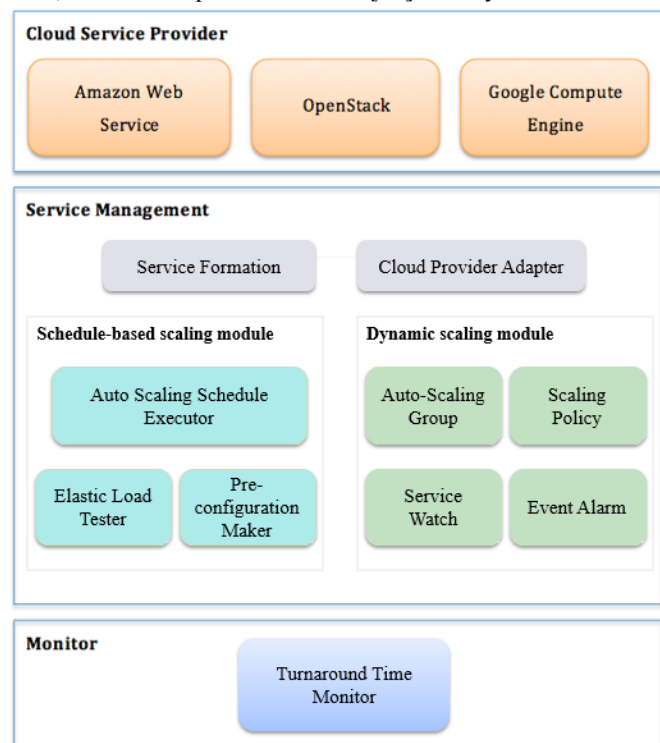 Cloud Service Provider
Amazon Web
Service
OpenStack
Google Compute
Engine
Service Management
Service Formation
Cloud Provider Adapter
Schedule-based scaling module
Auto Scaling Schedule
Executor
Elastic Load
Tester
Pre-
configuration
Maker
Dynamic scaling module
Auto-Scaling
Group
Scaling
Policy
Service
Watch
Event Alarm
Monitor
Turnaround Time
Monitor